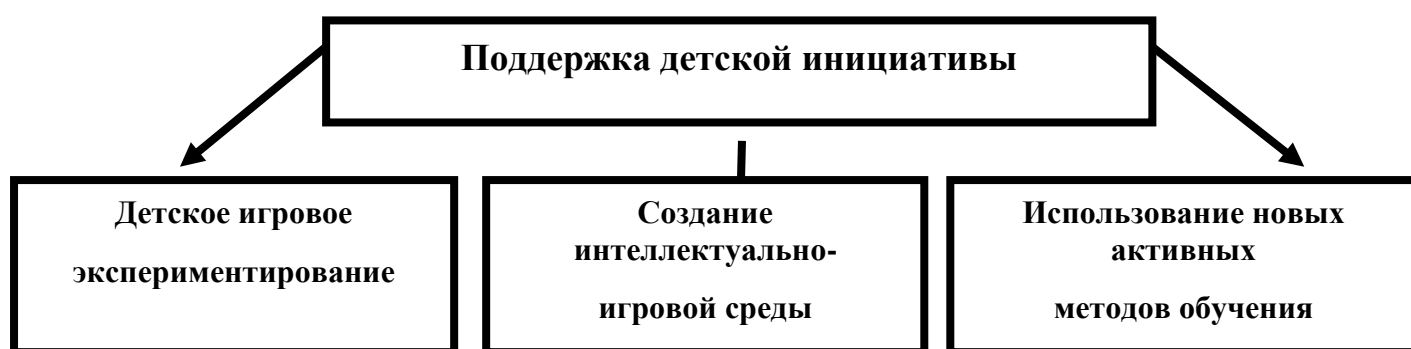 Поддержка детской инициативы
Детское игровое
экспериментирование
Создание
интеллектуально-
игровой среды
Использование новых
активных
методов обучения